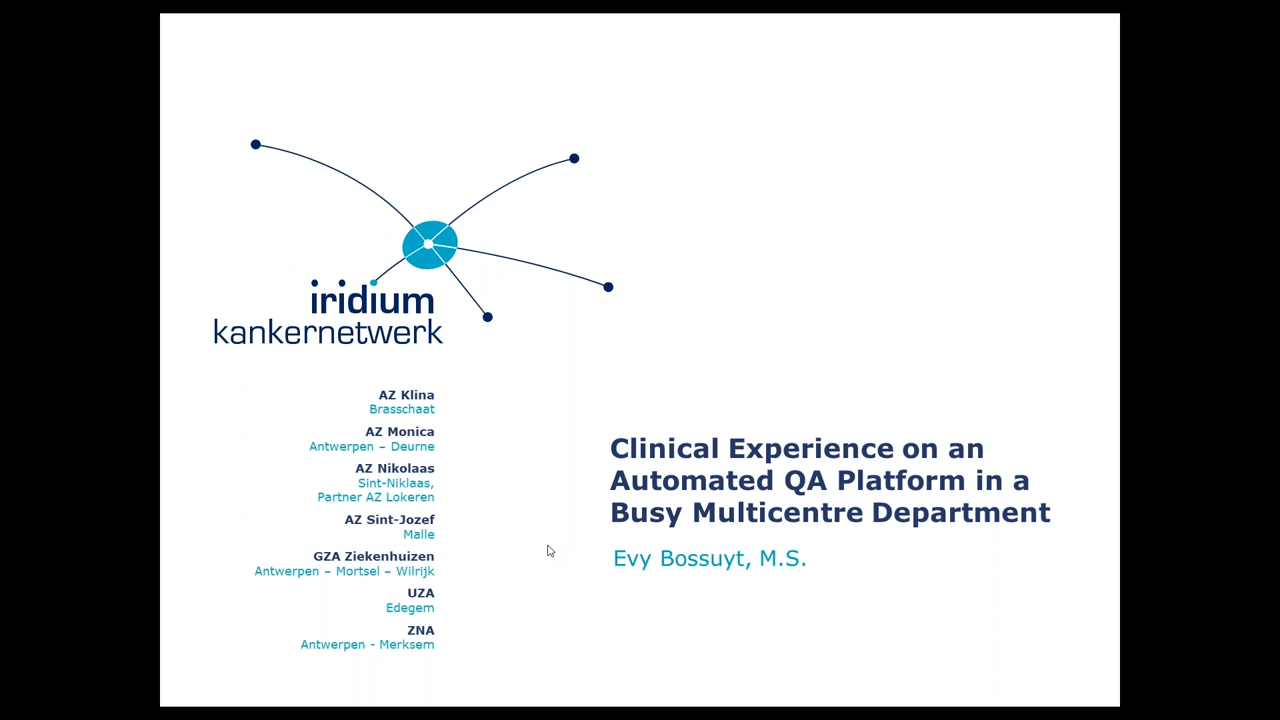 iridium
kankernetwerk
AZ Klina
Brasschaat
AZ Monica
Antwerpen – Deurne
AZ Nikolaas
Sint-Niklaas,
Partner AZ Lokeren
AZ Sint-Jozef
Malle
GZA Ziekenhuizen
Antwerpen – Mortsel – Wilrijk
UZA
Edegem
ZNA
Antwerpen - Merksem
Clinical Experience on an
Automated QA Platform in a
Busy Multicentre Department
Evy Bossuyt, M.S.